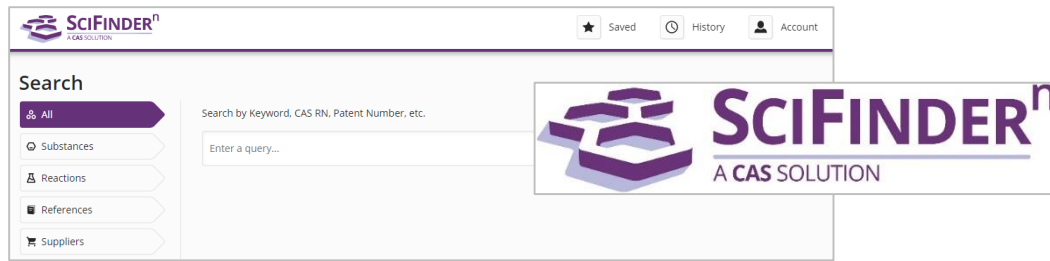 SCIFINDERⁿ
A CAS SOLUTION
Saved
History
Account
Search
All
Search by Keyword, CAS RN, Patent Number, etc.
Substances
Enter a query...
Reactions
References
Suppliers
SCIFINDERⁿ
A CAS SOLUTION